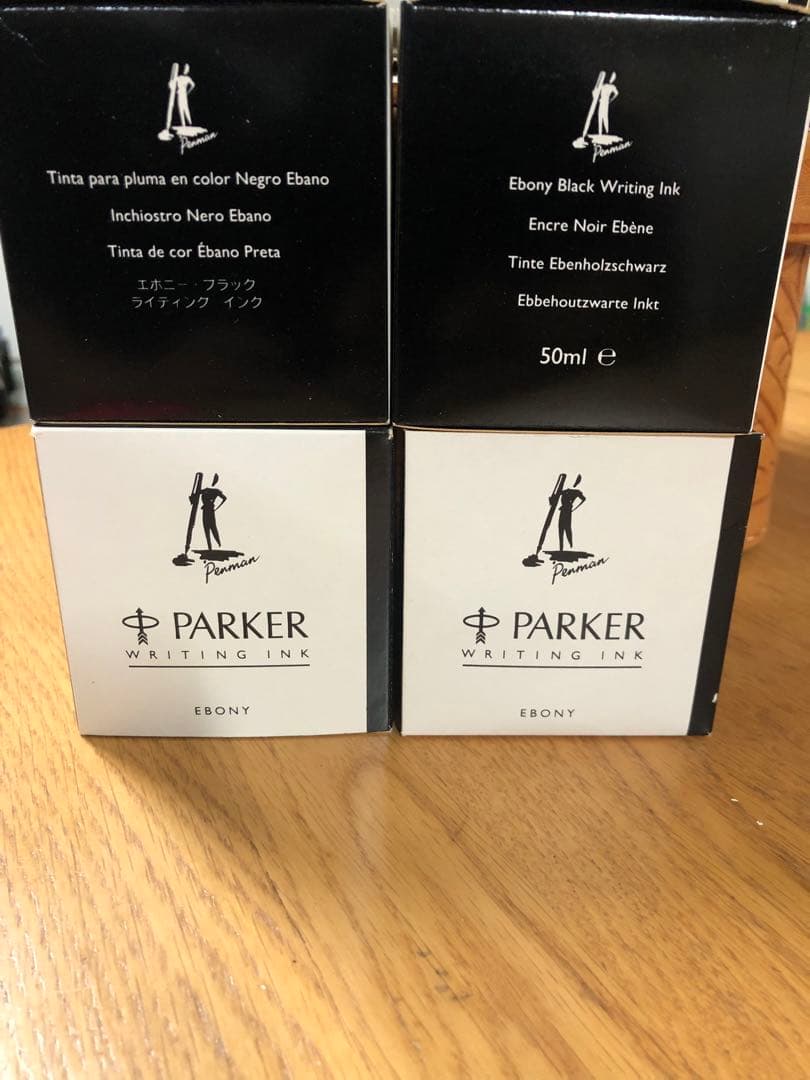 Penman
Tinta para pluma en color Negro Ebano
Inchiostro Nero Ebano
Tinta de cor Ébano Preta
エホニー・ブラック
ライティング インク
Penman
Ebony Black Writing Ink
Encre Noir Ebène
Tinte Ebenholzschwarz
Ebbehoutzwarte Inkt
50ml ℮
Penman
PARKER
WRITING INK
EBONY
Penman
PARKER
WRITING INK
EBONY